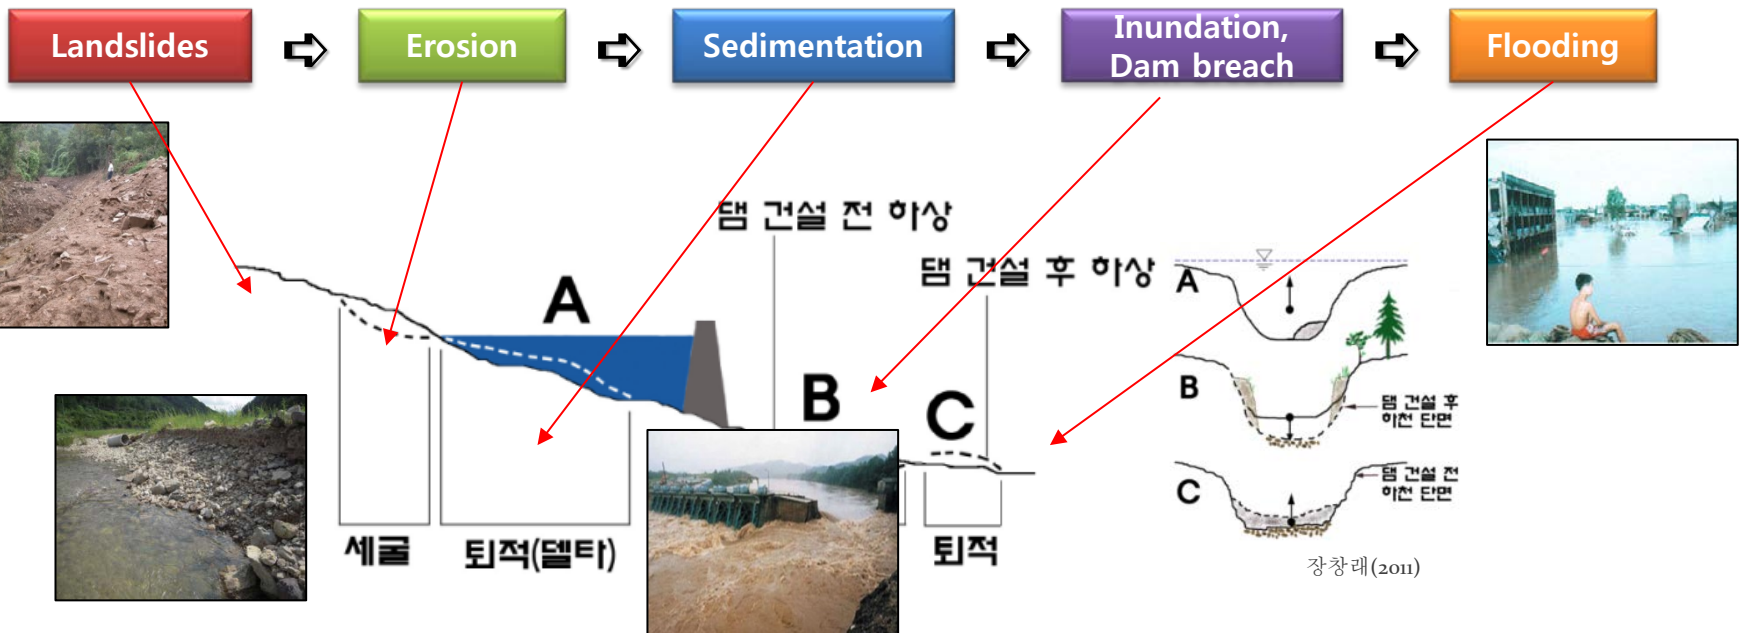 Landslides
Erosion
Sedimentation
Inundation,
Dam breach
Flooding
댐 건설 전 하상
댐 건설 후 하상
A
B
C
세굴
퇴적(델타)
퇴적
A
B
댐 건설 후
하천 단면
C
댐 건설 전
하천 단면
장창래(2011)